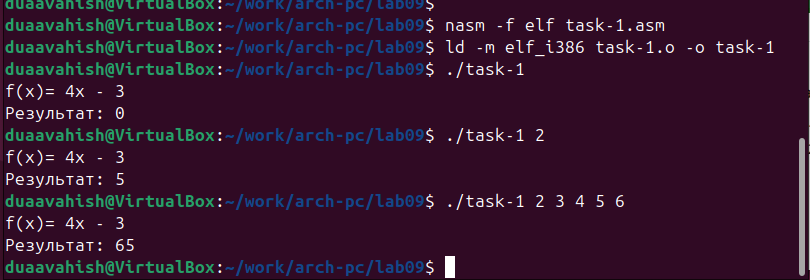 duaavahish@VirtualBox:~/work/arch-pc/lab09$
duaavahish@VirtualBox:~/work/arch-pc/lab09$ nasm -f elf task-1.asm
duaavahish@VirtualBox:~/work/arch-pc/lab09$ ld -m elf_i386 task-1.o -o task-1
duaavahish@VirtualBox:~/work/arch-pc/lab09$ ./task-1
f(x)= 4x - 3
Результат: 0
duaavahish@VirtualBox:~/work/arch-pc/lab09$ ./task-1 2
f(x)= 4x - 3
Результат: 5
duaavahish@VirtualBox:~/work/arch-pc/lab09$ ./task-1 2 3 4 5 6
f(x)= 4x - 3
Результат: 65
duaavahish@VirtualBox:~/work/arch-pc/lab09$